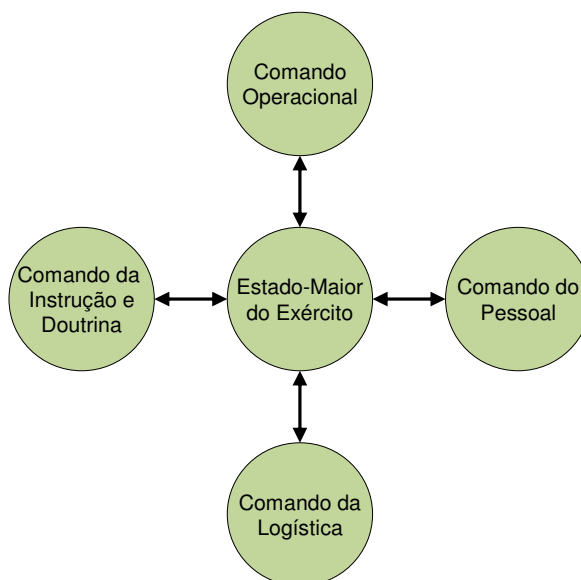 Comando
Operacional
Comando da
Instrução e
Doutrina
Estado-Maior
do Exército
Comando do
Pessoal
Comando da
Logística